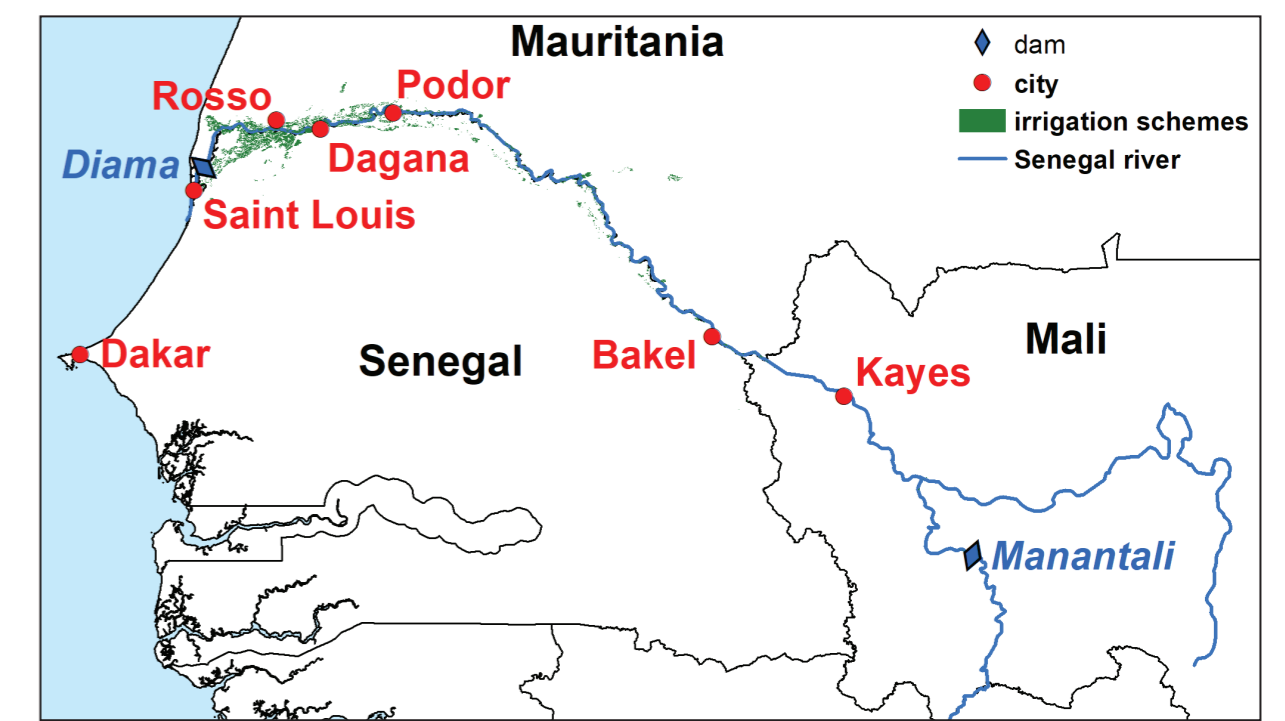 Mauritania
dam
city
irrigation schemes
Senegal river
Rosso
Podor
Diama
Dagana
Saint Louis
Dakar
Senegal
Bakel
Kayes
Mali
Manantali